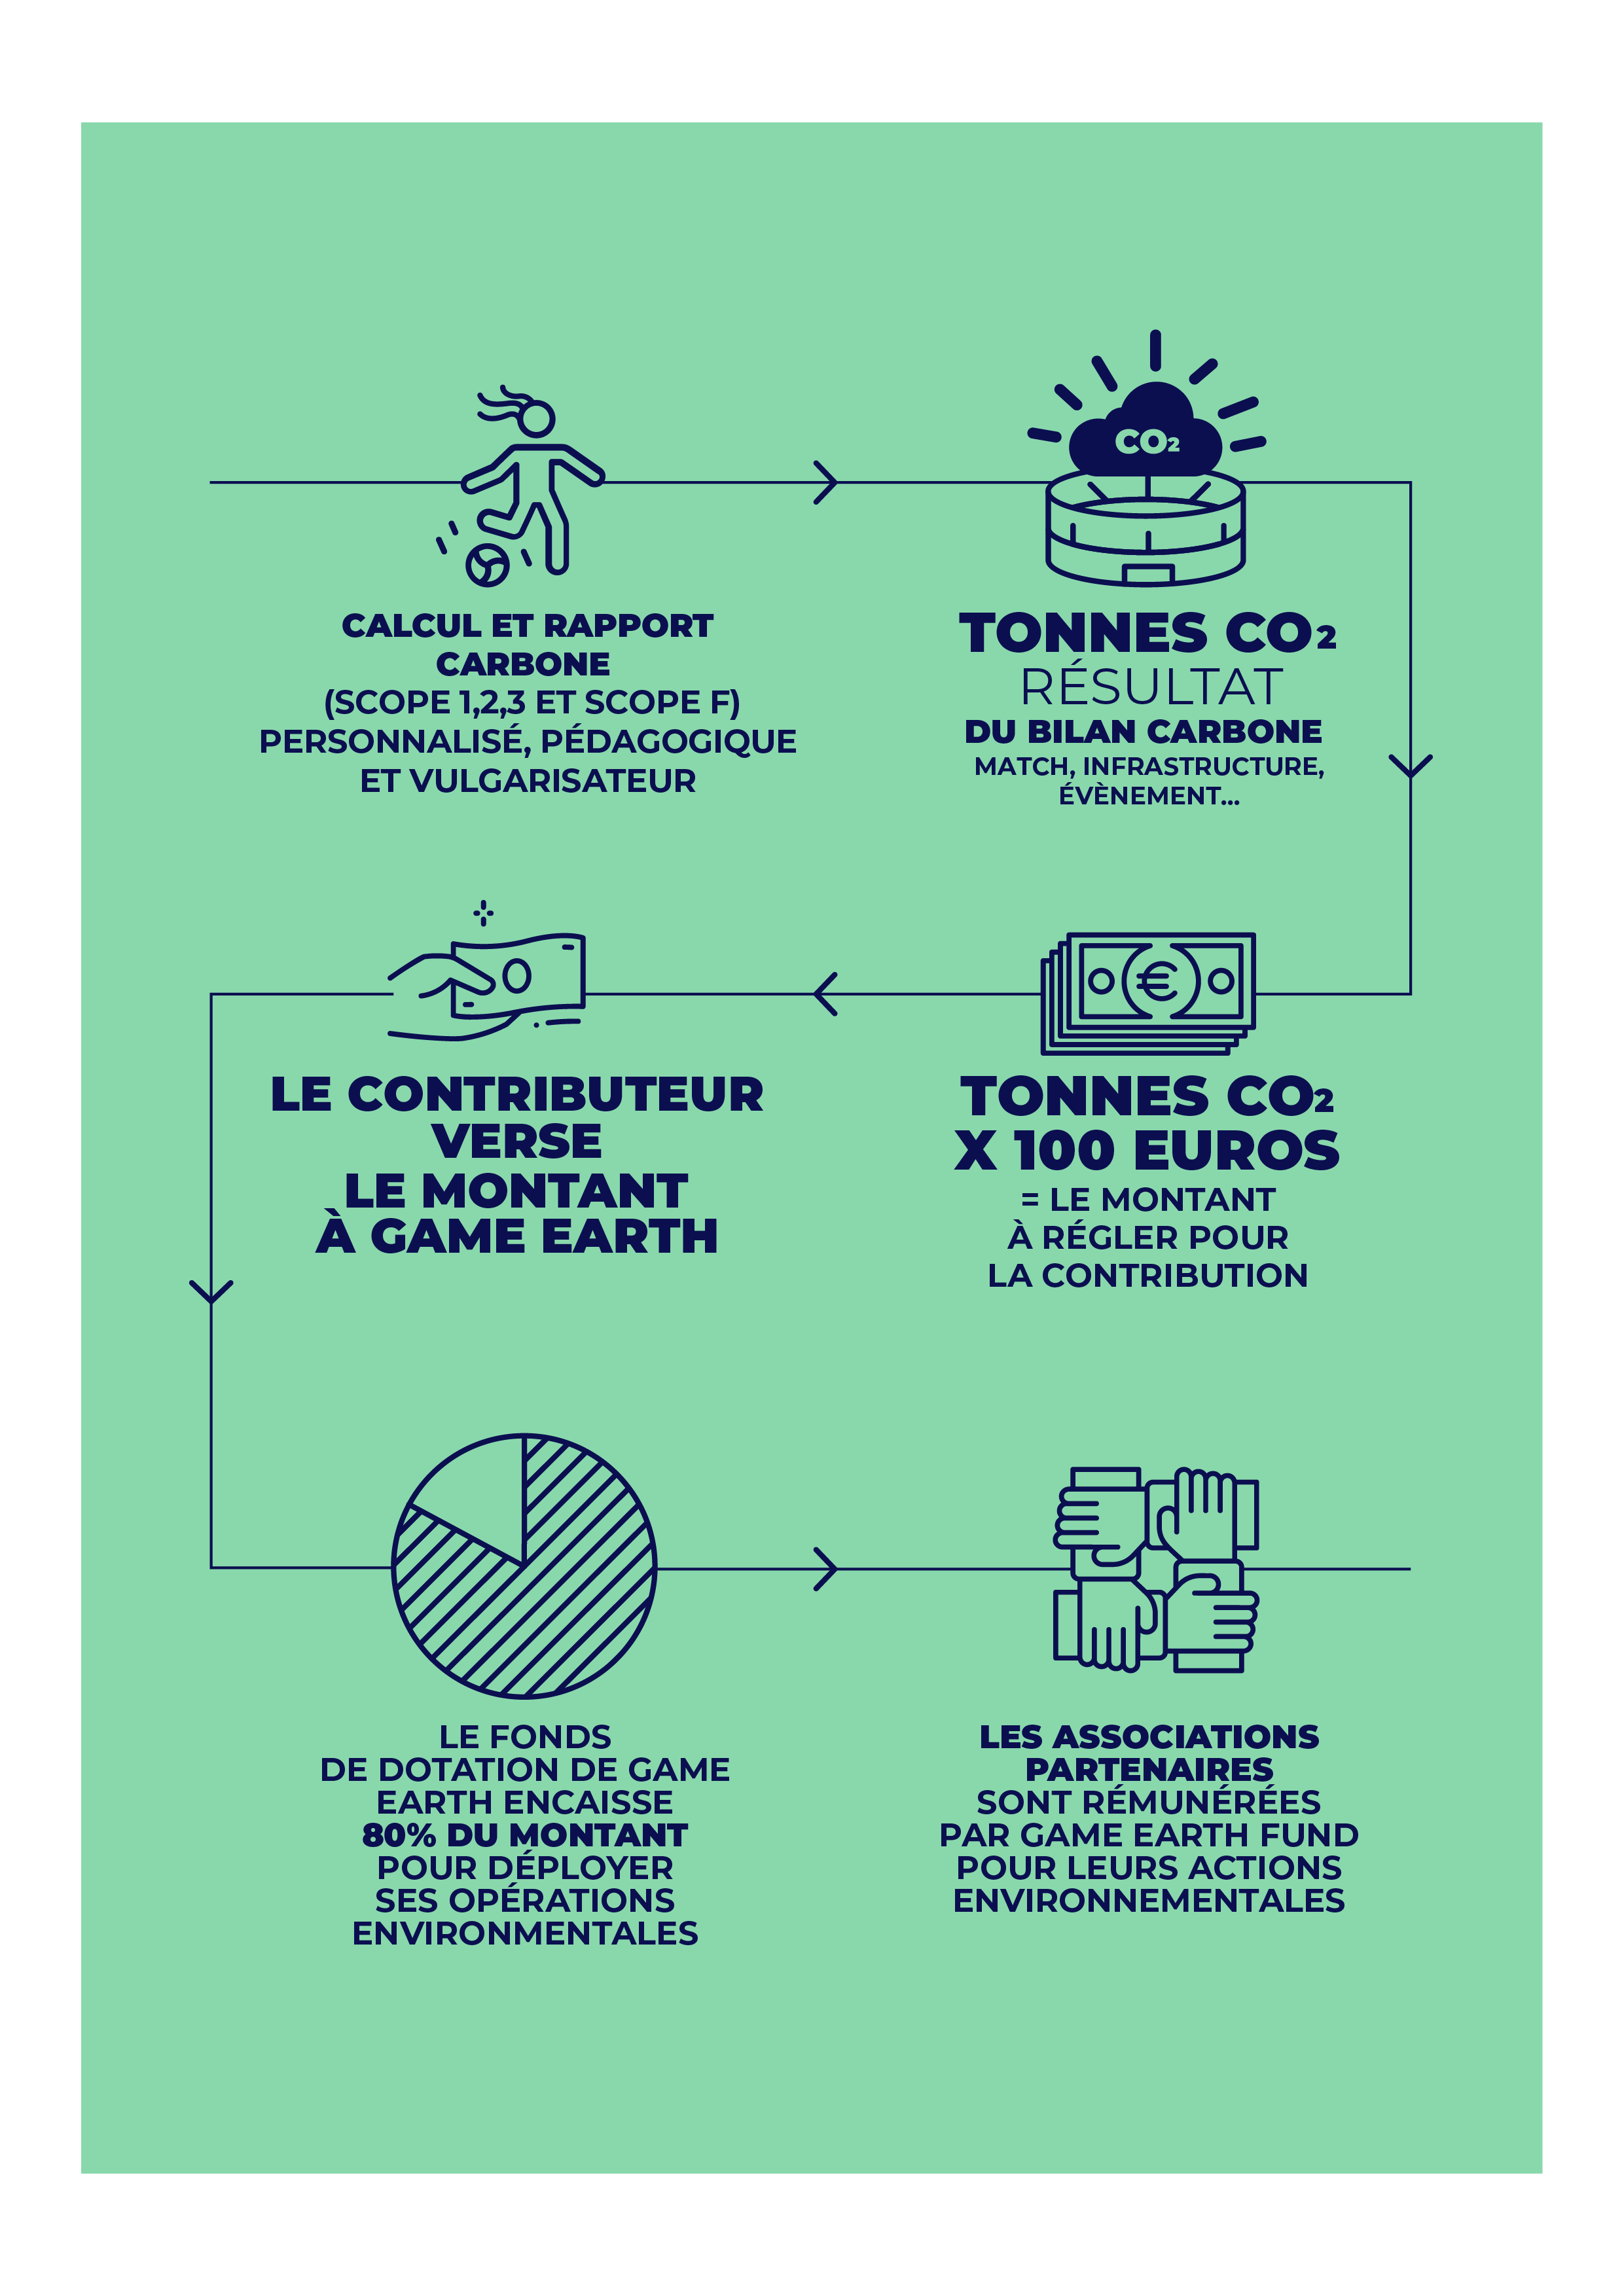 CO₂
CALCUL ET RAPPORT
CARBONE
(SCOPE 1,2,3 ET SCOPE F)
PERSONNALISÉ, PÉDAGOGIQUE
ET VULGARISATEUR
TONNES CO₂
RÉSULTAT
DU BILAN CARBONE
MATCH, INFRASTRUCTURE,
ÉVÈNEMENT...
€
TONNES CO₂
X 100 EUROS
= LE MONTANT
À RÉGLER POUR
LA CONTRIBUTION
LE CONTRIBUTEUR
VERSE
LE MONTANT
À GAME EARTH
LE FONDS
DE DOTATION DE GAME
EARTH ENCAISSE
80% DU MONTANT
POUR DÉPLOYER
SES OPÉRATIONS
ENVIRONMENTALES
LES ASSOCIATIONS
PARTENAIRES
SONT RÉMUNÉRÉES
PAR GAME EARTH FUND
POUR LEURS ACTIONS
ENVIRONNEMENTALES